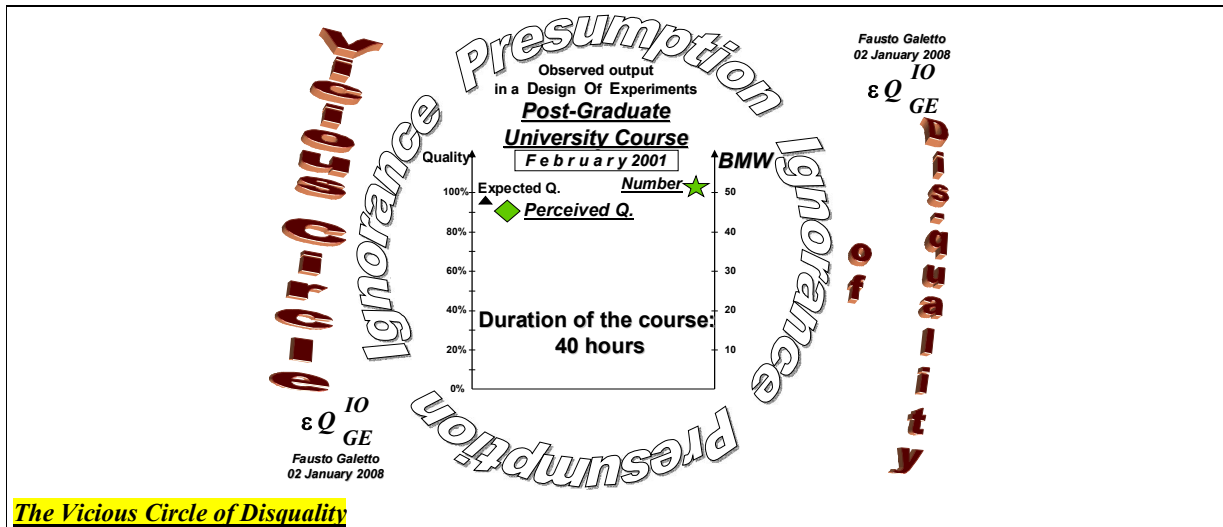 Vicious Circle
Presumption
Ignorance
Presumption
Ignorance
of
Dis-quality
Fausto Galetto
02 January 2008
εQ IO
GE
Observed output
in a Design Of Experiments
Post-Graduate
University Course
February 2001
Quality
BMW
Expected Q.
Perceived Q.
Number
100%
80%
60%
40%
20%
0%
50
40
30
20
10
Duration of the course:
40 hours
εQ IO
GE
Fausto Galetto
02 January 2008
The Vicious Circle of Disquality